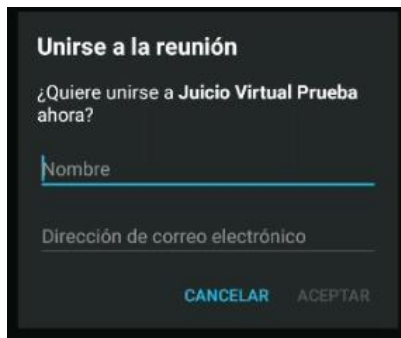 Unirse a la reunión
¿Quiere unirse a Juicio Virtual Prueba
ahora?
Nombre
Dirección de correo electrónico
CANCELAR ACEPTAR